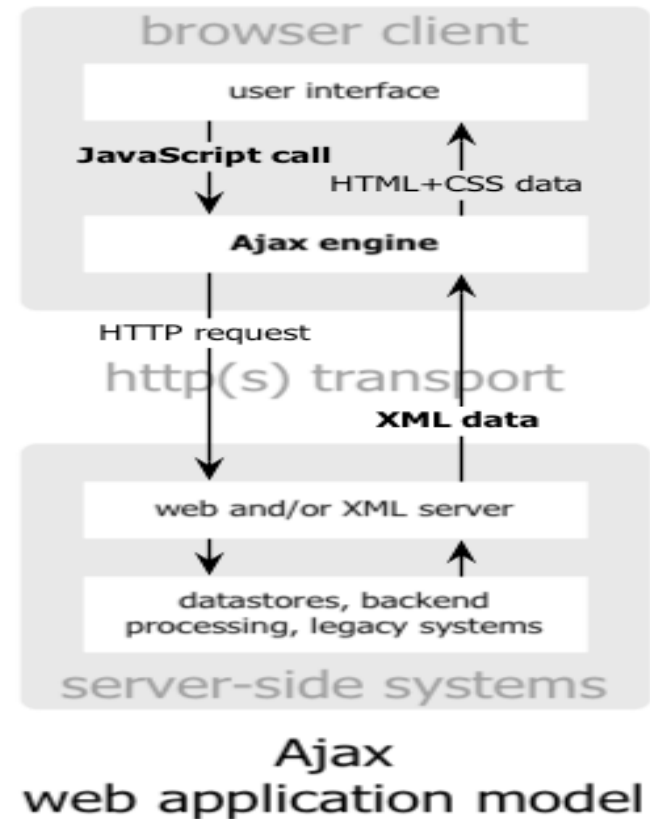 browser client
user interface
JavaScript call
HTML+CSS data
Ajax engine
HTTP request
http(s) transport
XML data
web and/or XML server
datastores, backend
processing, legacy systems
server-side systems
Ajax
web application model